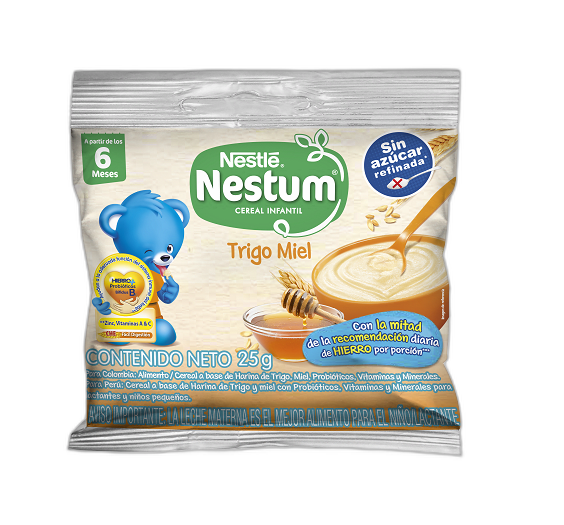 A partir de los
6
Meses
Nestlé®
Nestum®
CEREAL INFANTIL
Sin
azúcar
refinada*
Trigo Miel
HIERRO&
Probióticos
Bifidus B
***Zinc, Vitaminas A & C
Con la mitad
de la recomendación diaria
de HIERRO por porción***
CONTENIDO NETO 25g
Para Colombia: Alimento / Cereal a base de Harina de Trigo, Miel, Probióticos, Vitaminas y Minerales.
Para Perú: Cereal a base de Harina de Trigo y miel con Probióticos, Vitaminas y Minerales para
lactantes y niños pequeños.
AVISO IMPORTANTE: LA LECHE MATERNA ES EL MEJOR ALIMENTO PARA EL NIÑO LACTANTE